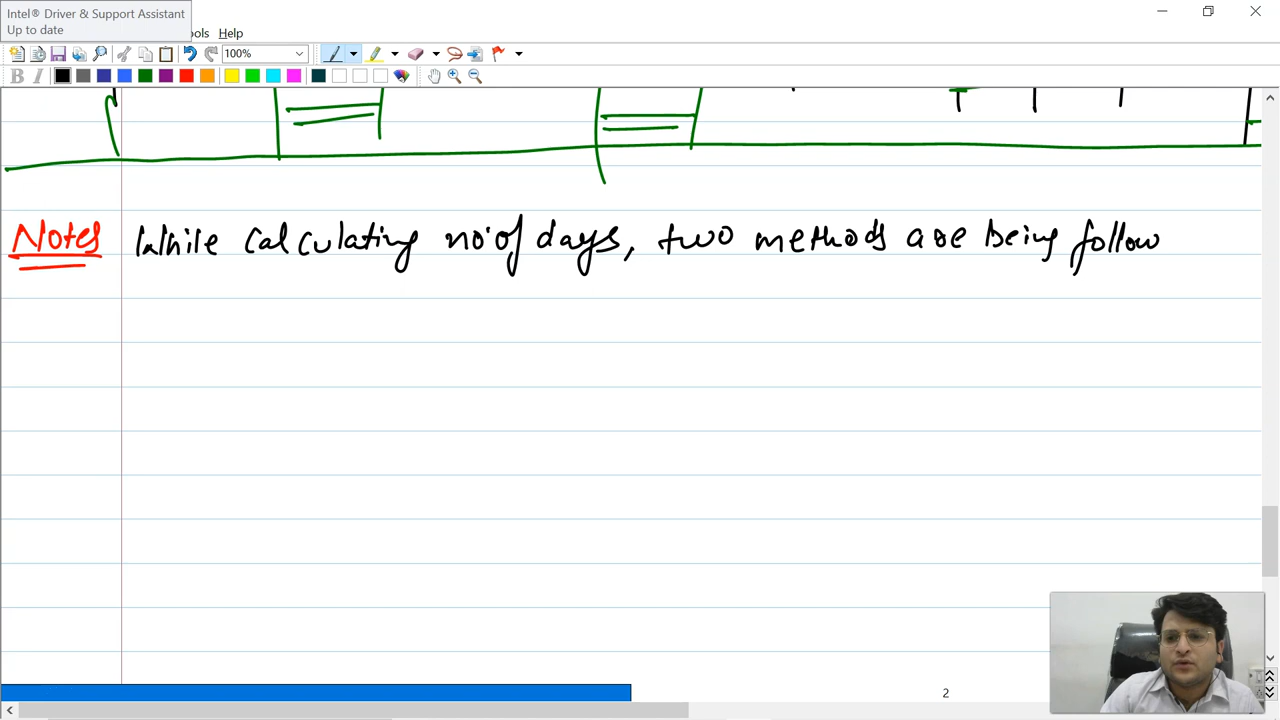 Intel® Driver & Support Assistant
Up to date
ols Help
100%
B I
Notes While calculating no. of days, two methods are being follow
2